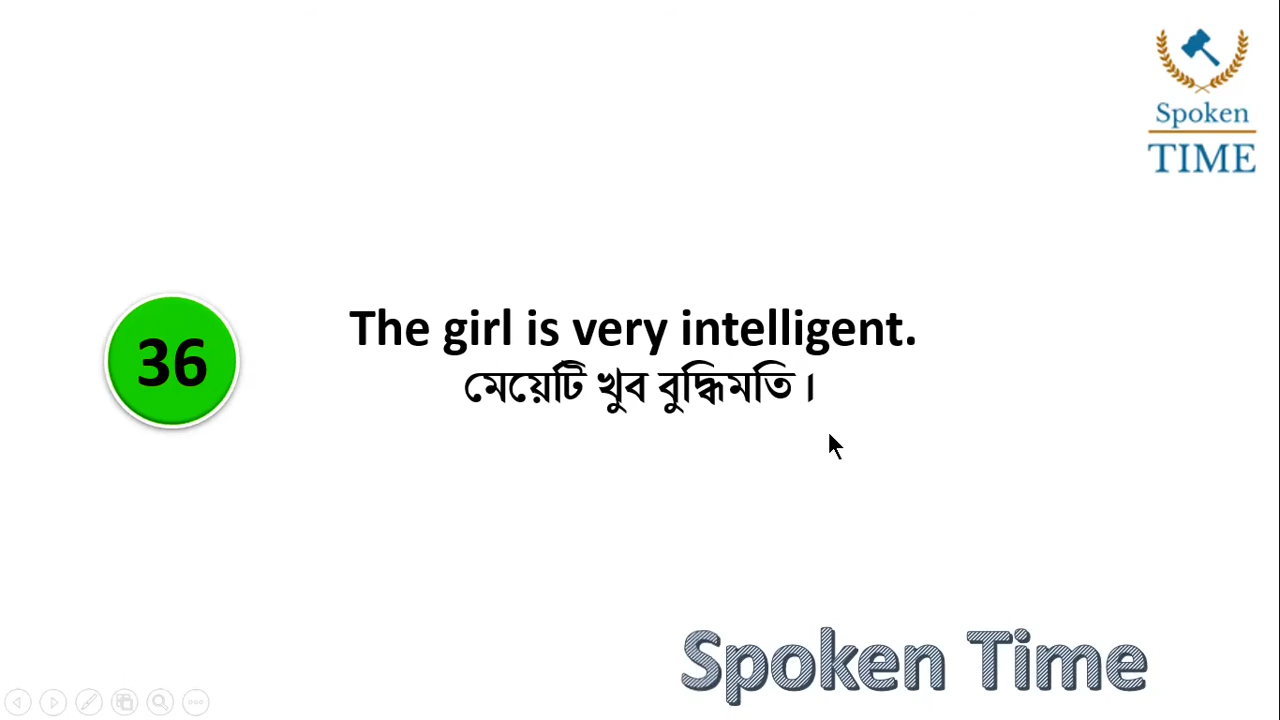 Spoken
TIME
36
The girl is very intelligent.
মেয়েটি খুব বুদ্ধিমতি।
Spoken Time